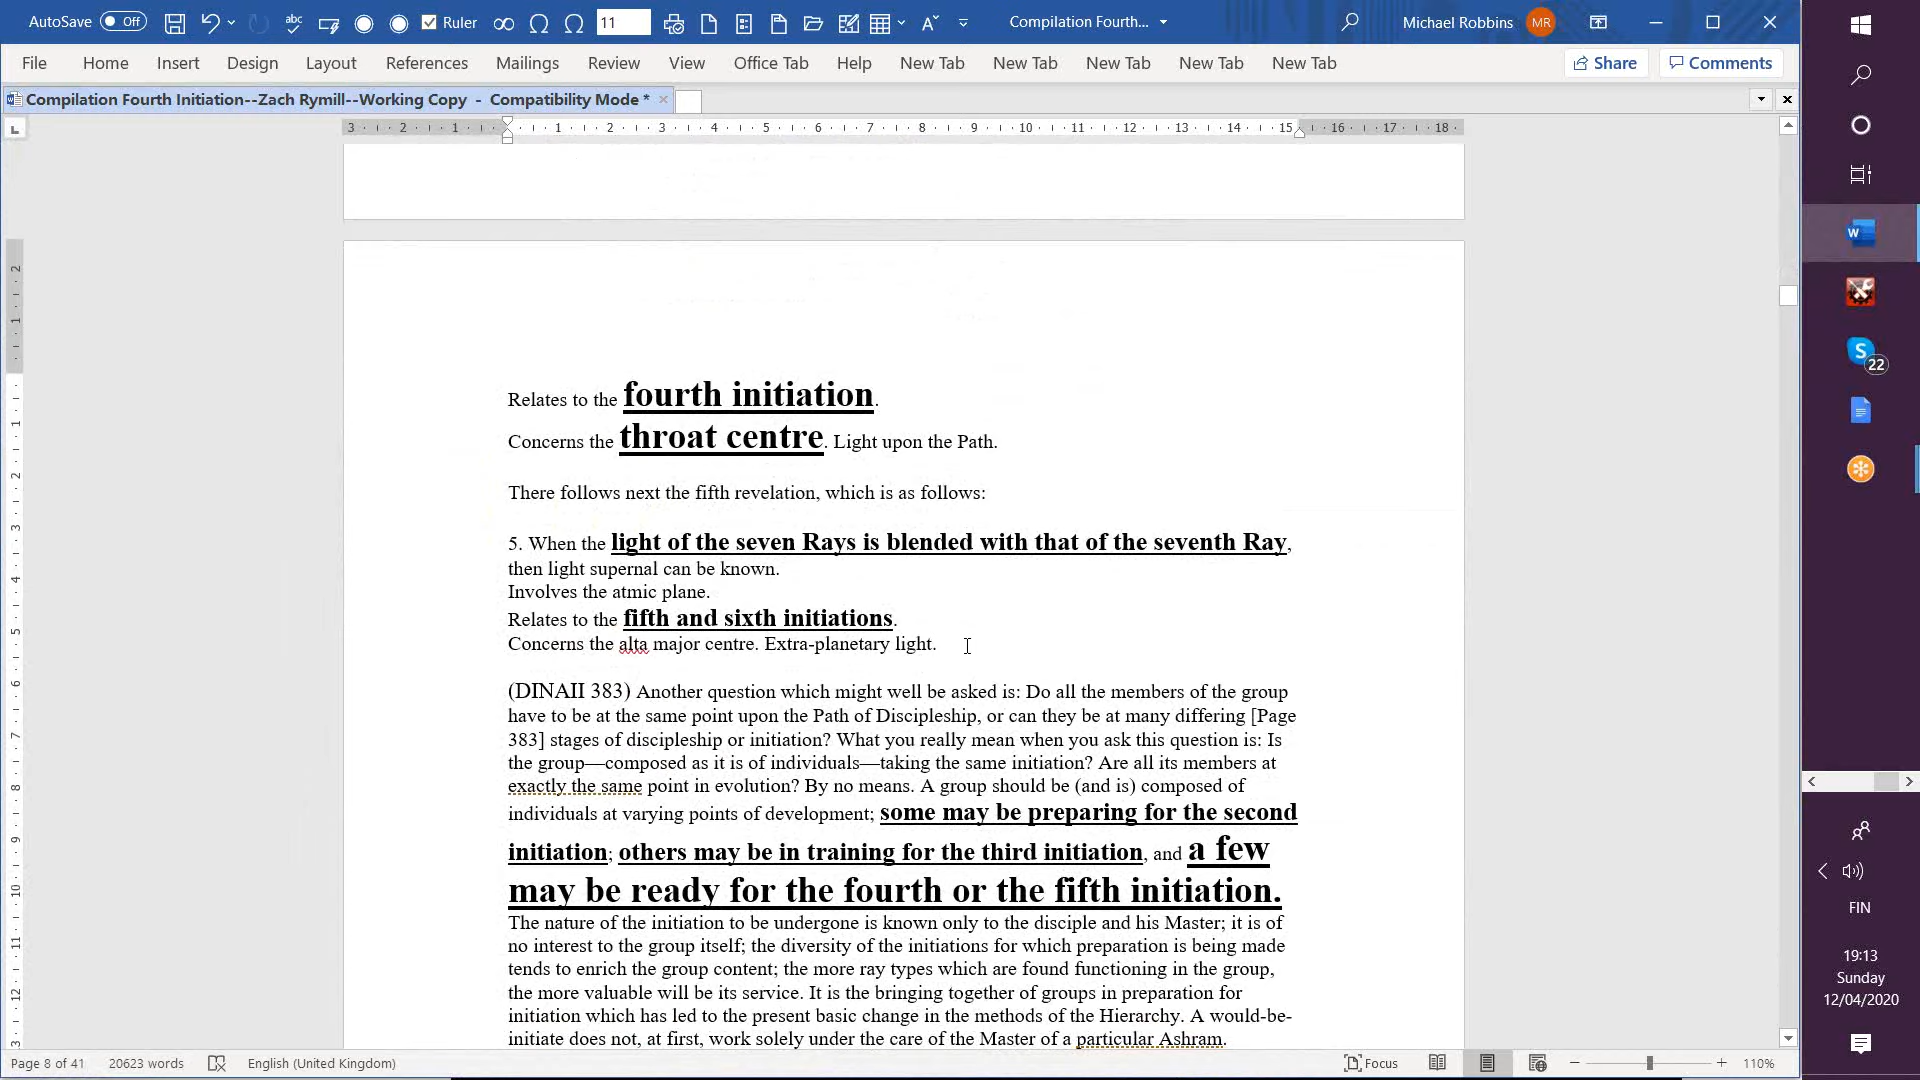 AutoSave Off abc Ruler 11 Compilation Fourth... Michael Robbins MR
File Home Insert Design Layout References Mailings Review View Office Tab Help New Tab New Tab New Tab New Tab New Tab Share Comments
Compilation Fourth Initiation--Zach Rymill--Working Copy - Compatibility Mode *
3 2 1 1 2 3 4 5 6 7 8 9 10 11 12 13 14 15 16 17 18
Relates to the fourth initiation.
Concerns the throat centre. Light upon the Path.
There follows next the fifth revelation, which is as follows:
5. When the light of the seven Rays is blended with that of the seventh Ray,
then light supernal can be known.
Involves the atmic plane.
Relates to the fifth and sixth initiations.
Concerns the alta major centre. Extra-planetary light.
(DINAII 383) Another question which might well be asked is: Do all the members of the group
have to be at the same point upon the Path of Discipleship, or can they be at many differing [Page
383] stages of discipleship or initiation? What you really mean when you ask this question is: Is
the group—composed as it is of individuals—taking the same initiation? Are all its members at
exactly the same point in evolution? By no means. A group should be (and is) composed of
individuals at varying points of development; some may be preparing for the second
initiation; others may be in training for the third initiation, and a few
may be ready for the fourth or the fifth initiation.
The nature of the initiation to be undergone is known only to the disciple and his Master; it is of
no interest to the group itself; the diversity of the initiations for which preparation is being made
tends to enrich the group content; the more ray types which are found functioning in the group,
the more valuable will be its service. It is the bringing together of groups in preparation for
initiation which has led to the present basic change in the methods of the Hierarchy. A would-be-
initiate does not, at first, work solely under the care of the Master of a particular Ashram.
Page 8 of 41 20623 words English (United Kingdom) Focus 110%
22
FIN
19:13
Sunday
12/04/2020